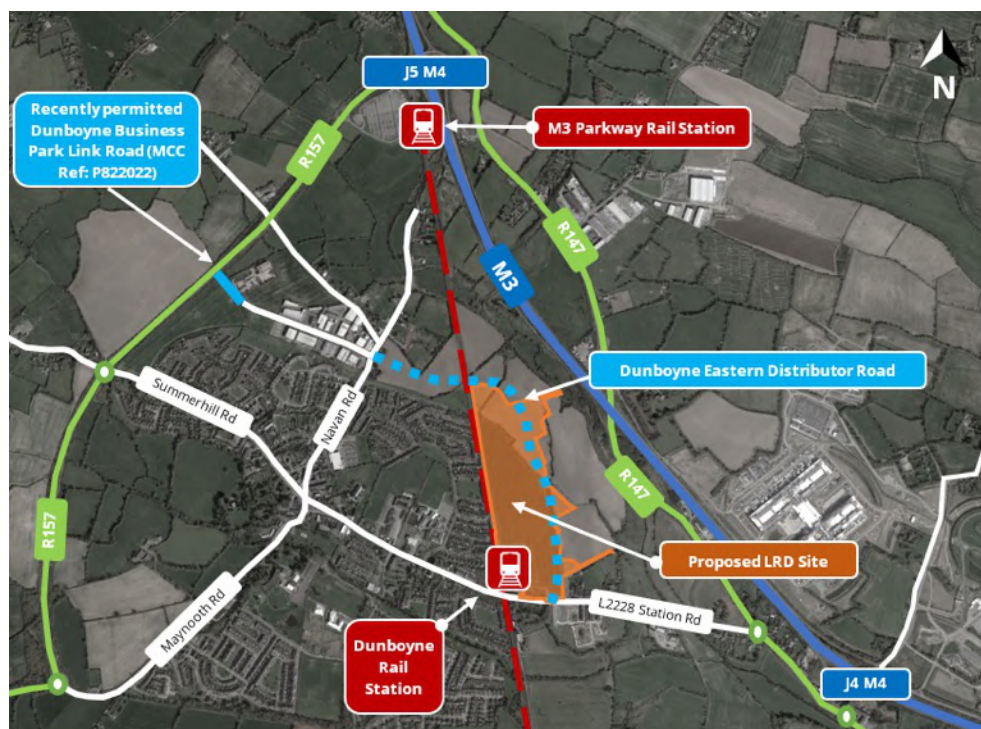 J5 M4
N
Recently permitted
Dunboyne Business
Park Link Road (MCC
Ref: P822022)
R157
M3 Parkway Rail Station
R147
M3
Dunboyne Eastern Distributor Road
Summerhill Rd
Navan Rd
R147
R157
Proposed LRD Site
Maynooth Rd
L2228 Station Rd
Dunboyne
Rail
Station
J4 M4